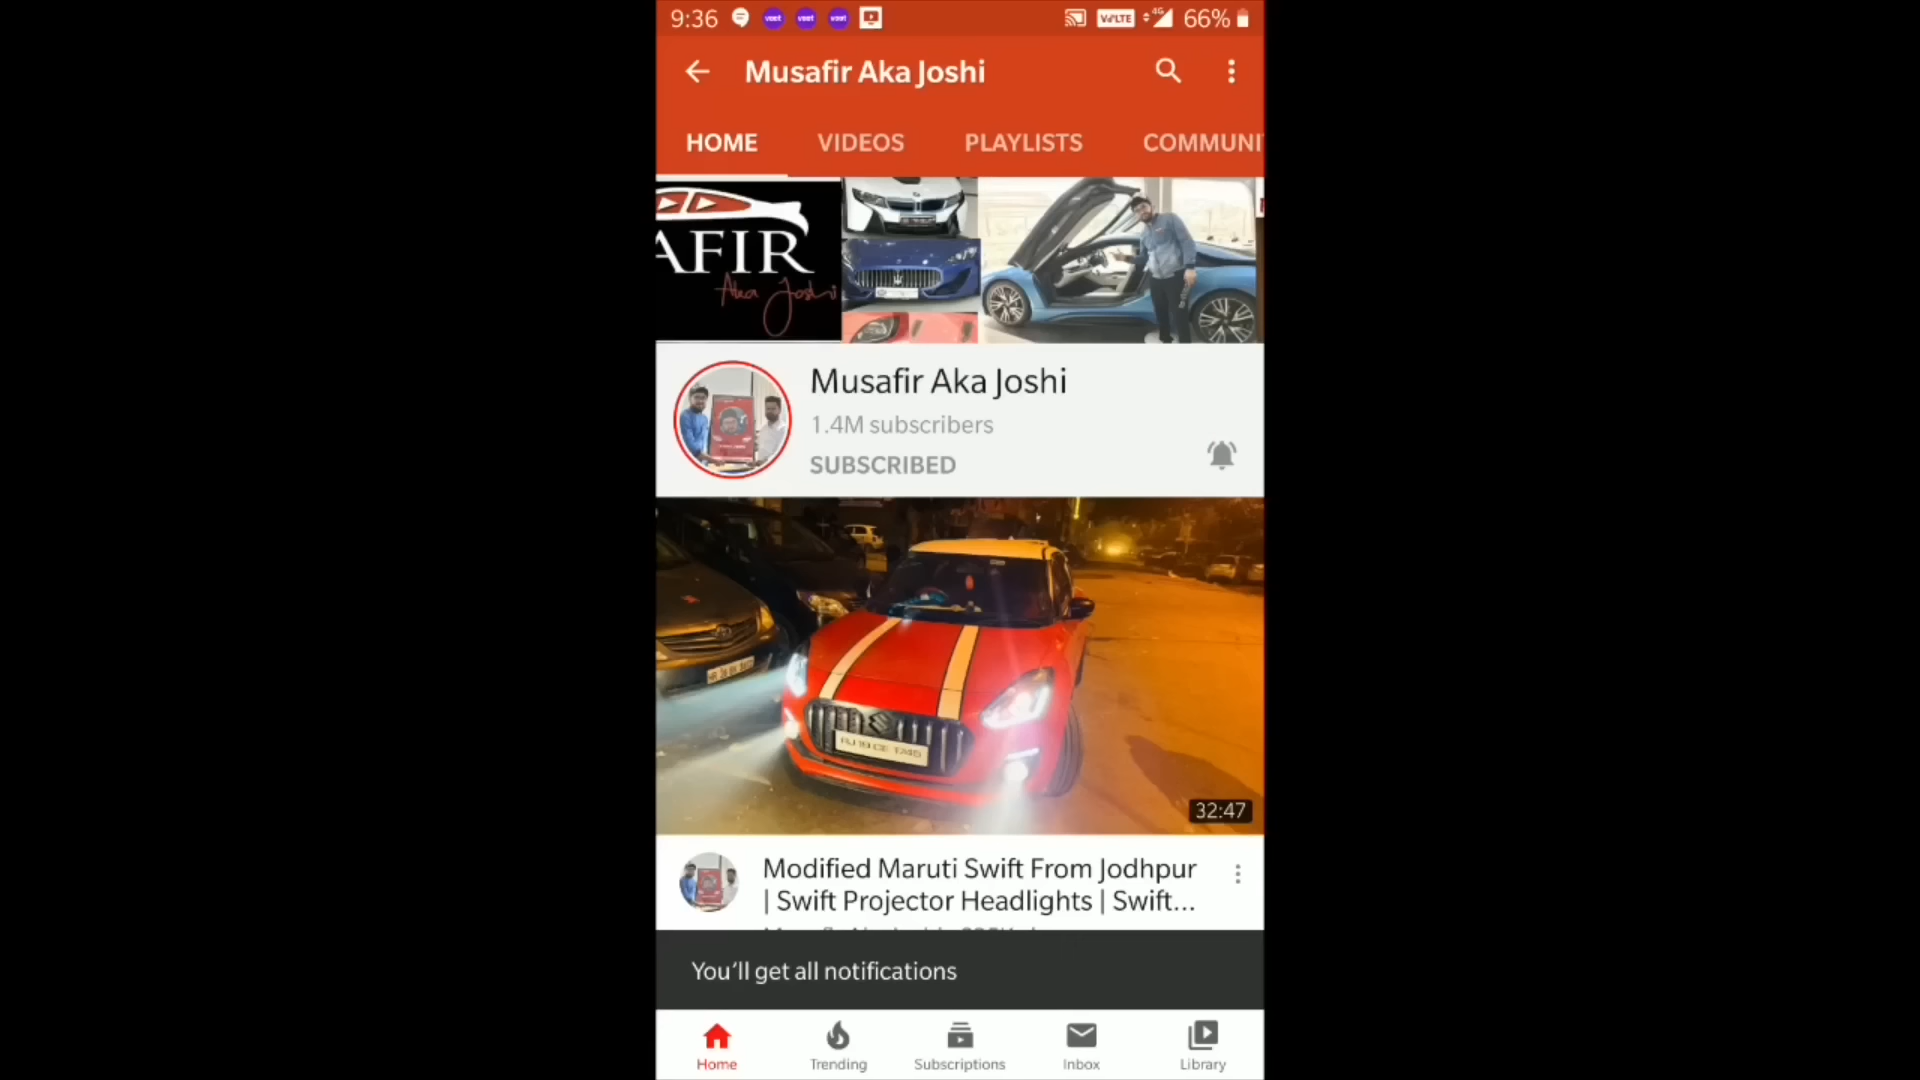 9:36
VoLTE 4G 66%
Musafir Aka Joshi
HOME VIDEOS PLAYLISTS COMMUNI
AFIR
Aka Joshi
Musafir Aka Joshi
1.4M subscribers
SUBSCRIBED
32:47
Modified Maruti Swift From Jodhpur
| Swift Projector Headlights | Swift...
You'll get all notifications
Home Trending Subscriptions Inbox Library